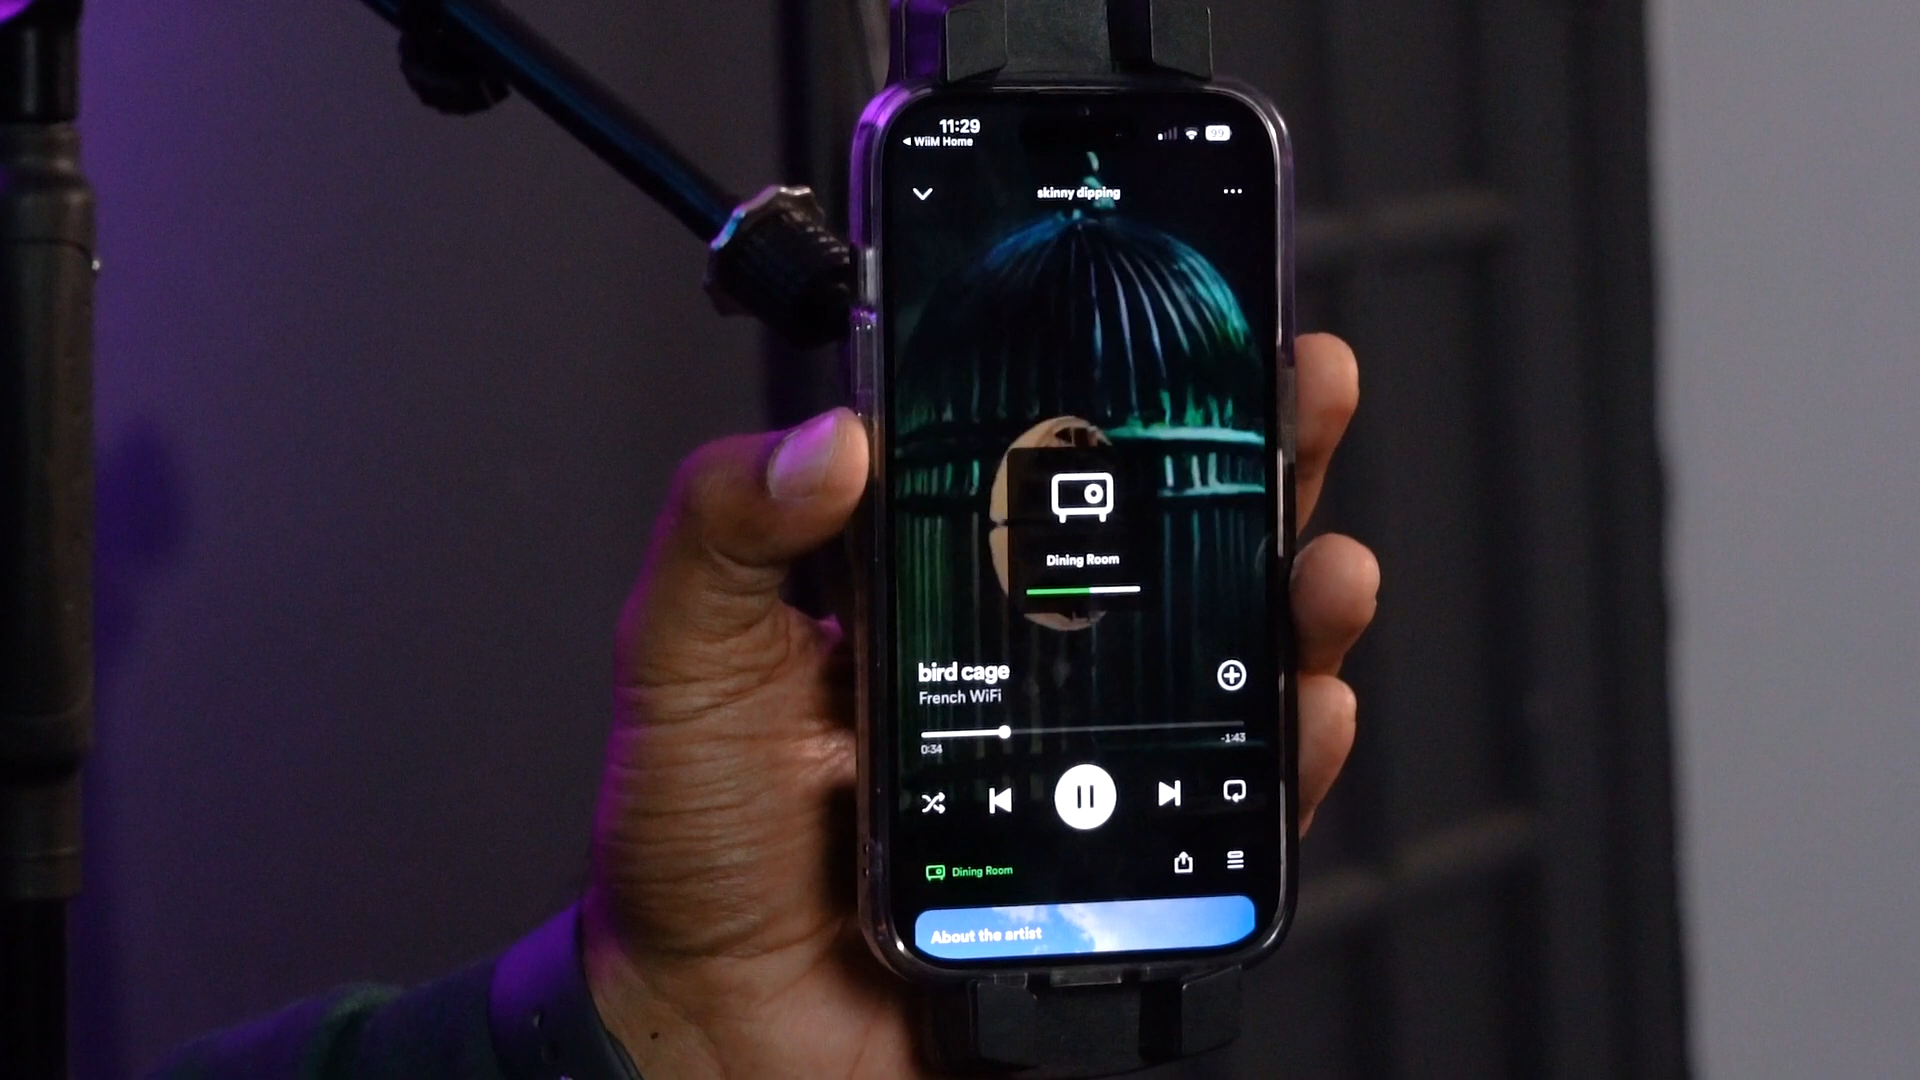 11:29
99
◀ WiiM Home
skinny dipping
Dining Room
bird cage
French WiFi
0:34
-1:43
Dining Room
About the artist